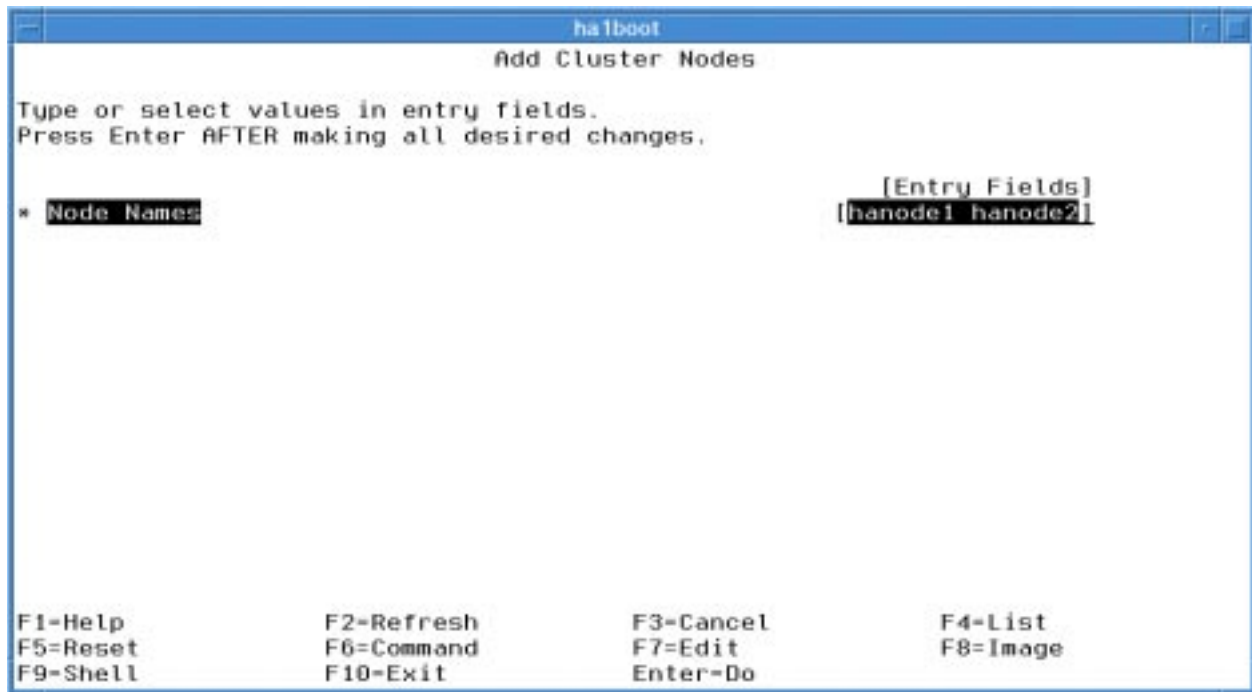 ha1boot
Add Cluster Nodes
Type or select values in entry fields.
Press Enter AFTER making all desired changes.
[Entry Fields]
* Node Names [hanode1 hanode2]
F1=Help F2=Refresh F3=Cancel F4=List
F5=Reset F6=Command F7=Edit F8=Image
F9=Shell F10=Exit Enter=Do